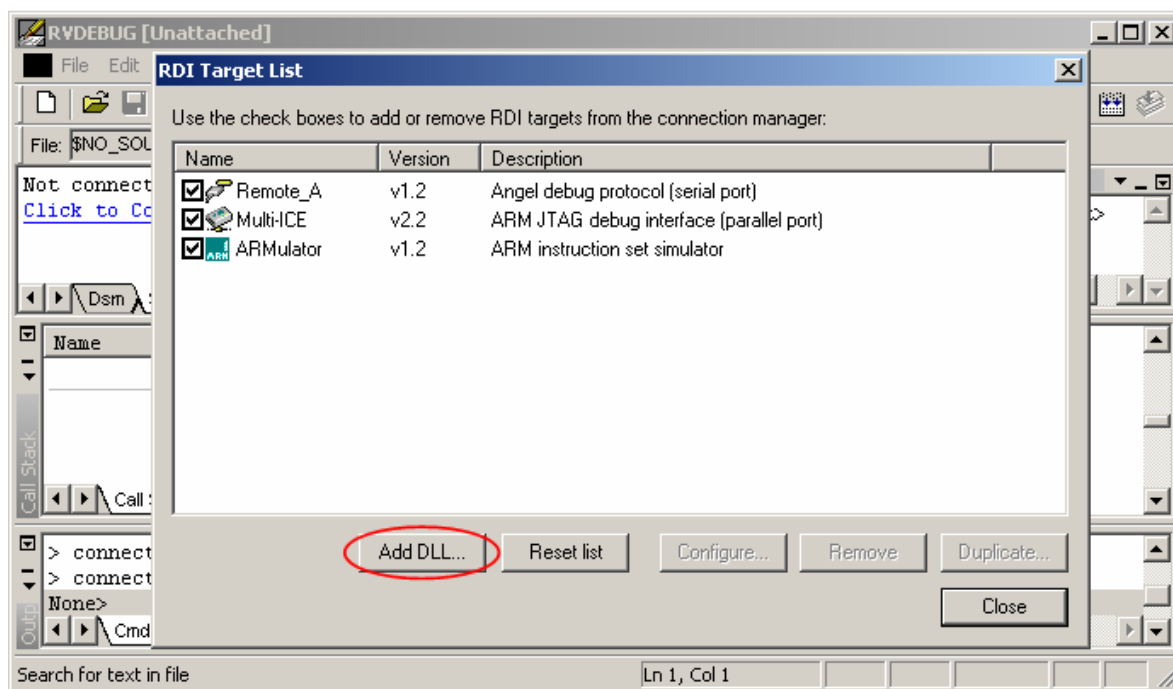 RVDEBUG [Unattached]
File Edit
RDI Target List
Use the check boxes to add or remove RDI targets from the connection manager:
File: $NO_SOU
Name Version Description
Not connect
Remote_A v1.2 Angel debug protocol (serial port)
Click to Co
Multi-ICE v2.2 ARM JTAG debug interface (parallel port)
ARM ARMulator v1.2 ARM instruction set simulator
Dsm
Name
Call Stack
Call
Add DLL... Reset list Configure... Remove Duplicate...
> connect
> connect
None>
Close
Outp
Cmd
Search for text in file Ln 1, Col 1